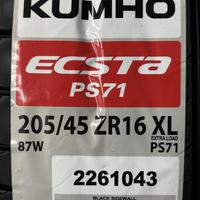 KUMHO
ECSTA
PS71
205/45 ZR16 XL
87W
EXTRA LOAD
PS71
2261043
BLACK SIDEWALL